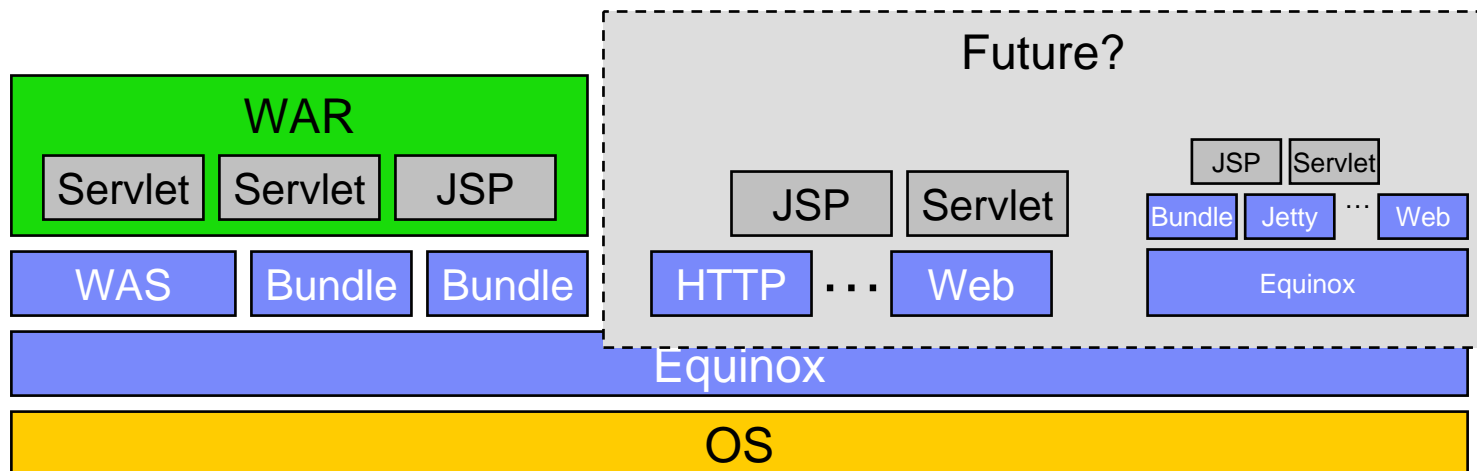 Future?
WAR
Servlet Servlet JSP
JSP Servlet
JSP Servlet
WAS Bundle Bundle
HTTP ... Web
Bundle Jetty ... Web
Equinox
Equinox
OS